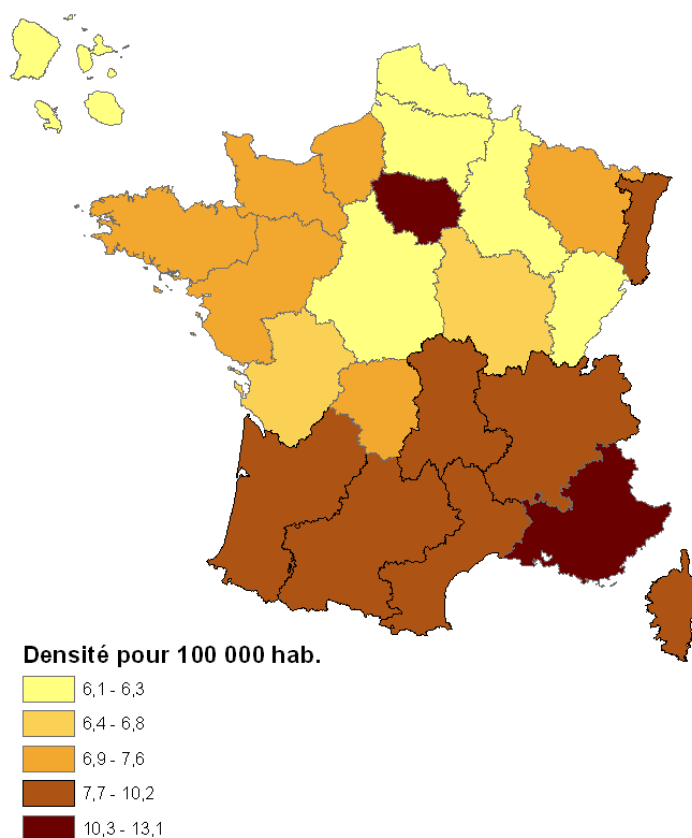 Densité pour 100 000 hab.
6,1 - 6,3
6,4 - 6,8
6,9 - 7,6
7,7 - 10,2
10,3 - 13,1